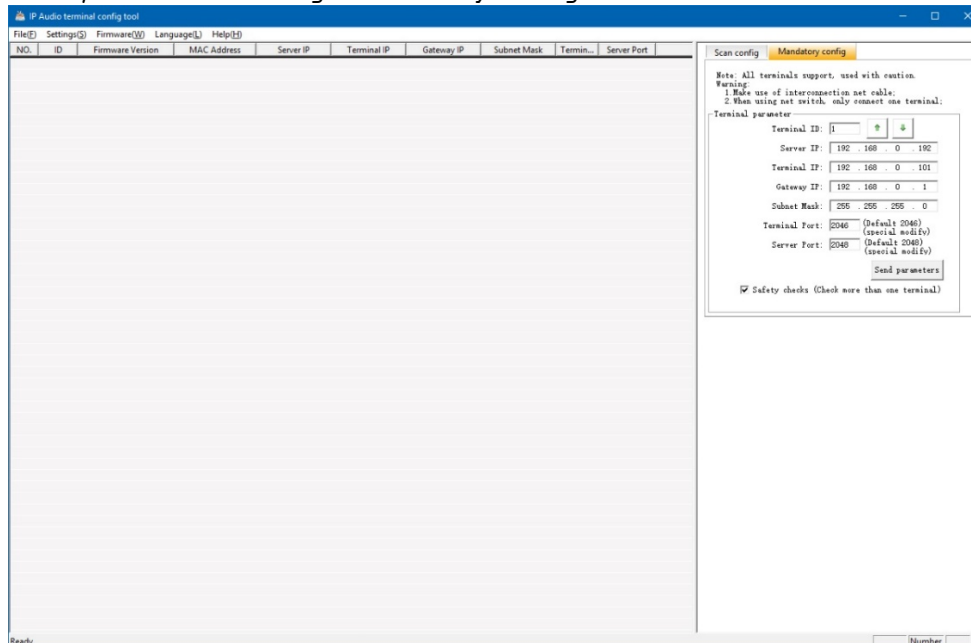 IP Audio terminal config tool
File(F) Settings(S) Firmware(W) Language(L) Help(H)
NO. ID Firmware Version MAC Address Server IP Terminal IP Gateway IP Subnet Mask Termin... Server Port
Scan config Mandatory config
Note: All terminals support, used with caution.
Warning:
1.Make use of interconnection net cable;
2.When using net switch, only connect one terminal;
Terminal parameter
Terminal ID: 1
Server IP: 192 . 168 . 0 . 192
Terminal IP: 192 . 168 . 0 . 101
Gateway IP: 192 . 168 . 0 . 1
Subnet Mask: 255 . 255 . 255 . 0
Terminal Port: 2046 (Default 2046)
(special modify)
Server Port: 2048 (Default 2048)
(special modify)
Send parameters
Safety checks (Check more than one terminal)
Ready
Number